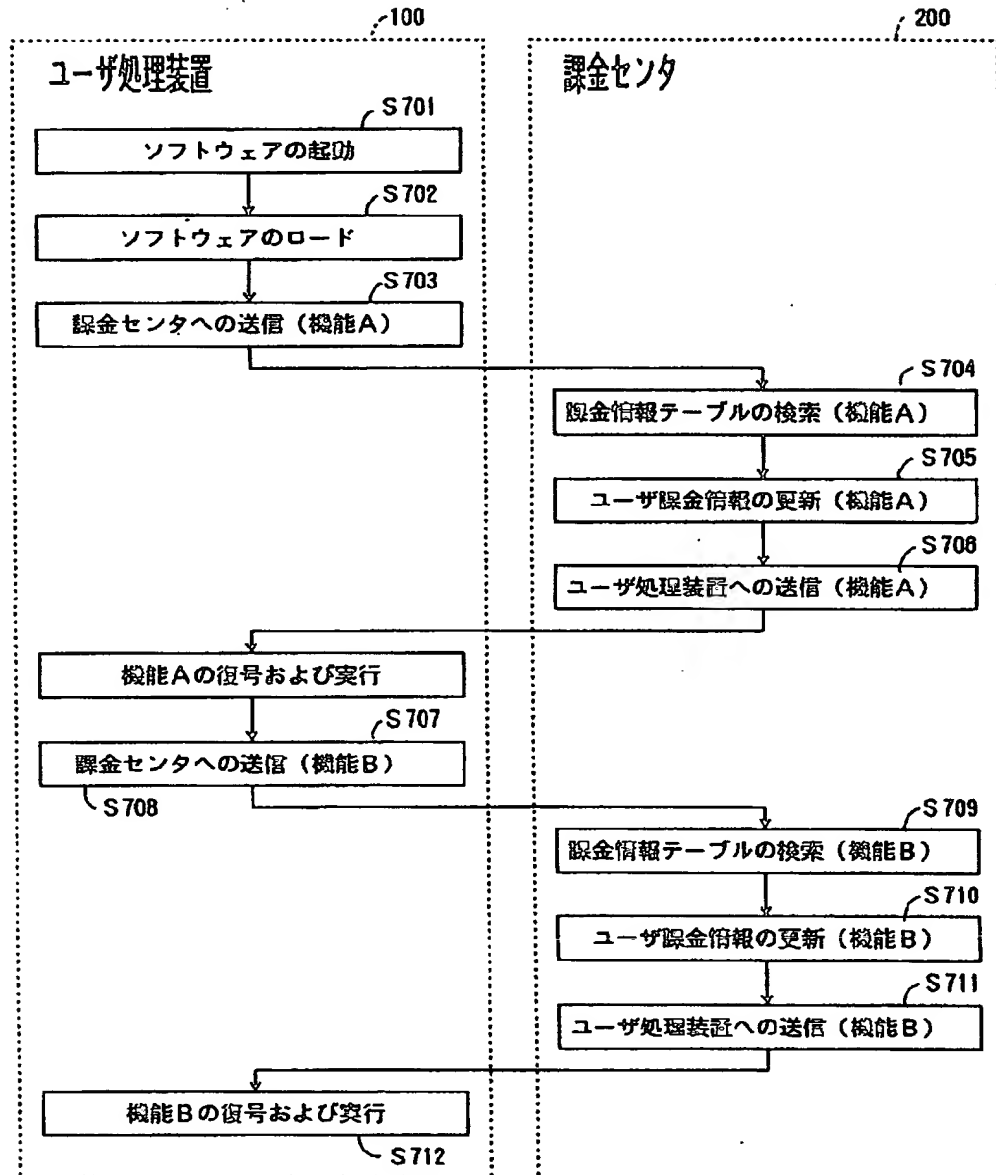 100
200
ユーザ処理装置
課金センタ
S701
ソフトウェアの起動
S702
ソフトウェアのロード
S703
課金センタへの送信（機能A）
S704
課金情報テーブルの検索（機能A）
S705
ユーザ課金情報の更新（機能A）
S706
ユーザ処理装置への送信（機能A）
機能Aの復号および実行
S707
課金センタへの送信（機能B）
S708
S709
課金情報テーブルの検索（機能B）
S710
ユーザ課金情報の更新（機能B）
S711
ユーザ処理装置への送信（機能B）
機能Bの復号および実行
S712